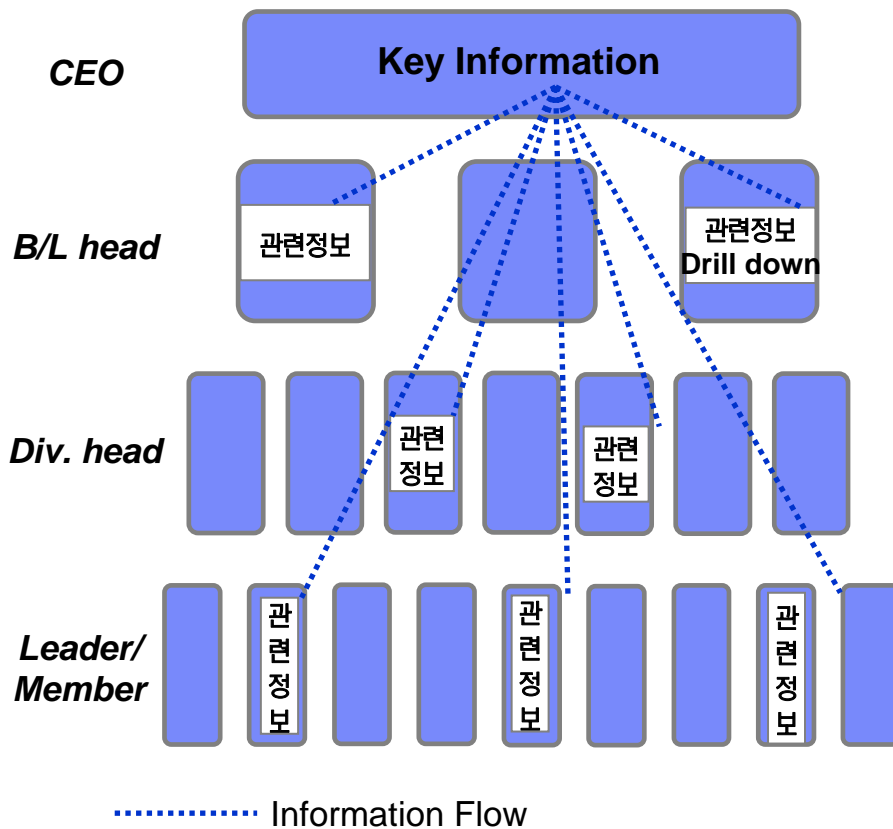 CEO
Key Information
B/L head
관련정보
관련정보
Drill down
Div. head
관련
정보
관련
정보
Leader/
Member
관
련
정
보
관
련
정
보
관
련
정
보
Information Flow